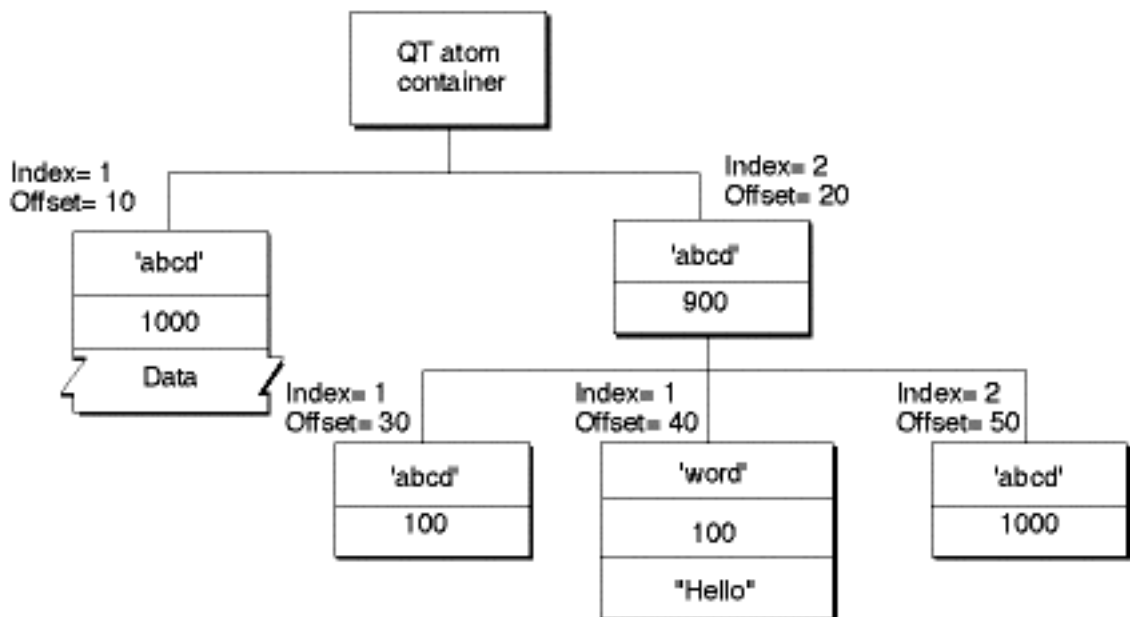 QT atom
container
Index= 1
Offset= 10
Index= 2
Offset= 20
'abcd'
1000
Data
'abcd'
900
Index= 1
Offset= 30
Index= 1
Offset= 40
Index= 2
Offset= 50
'abcd'
100
'word'
100
"Hello"
'abcd'
1000